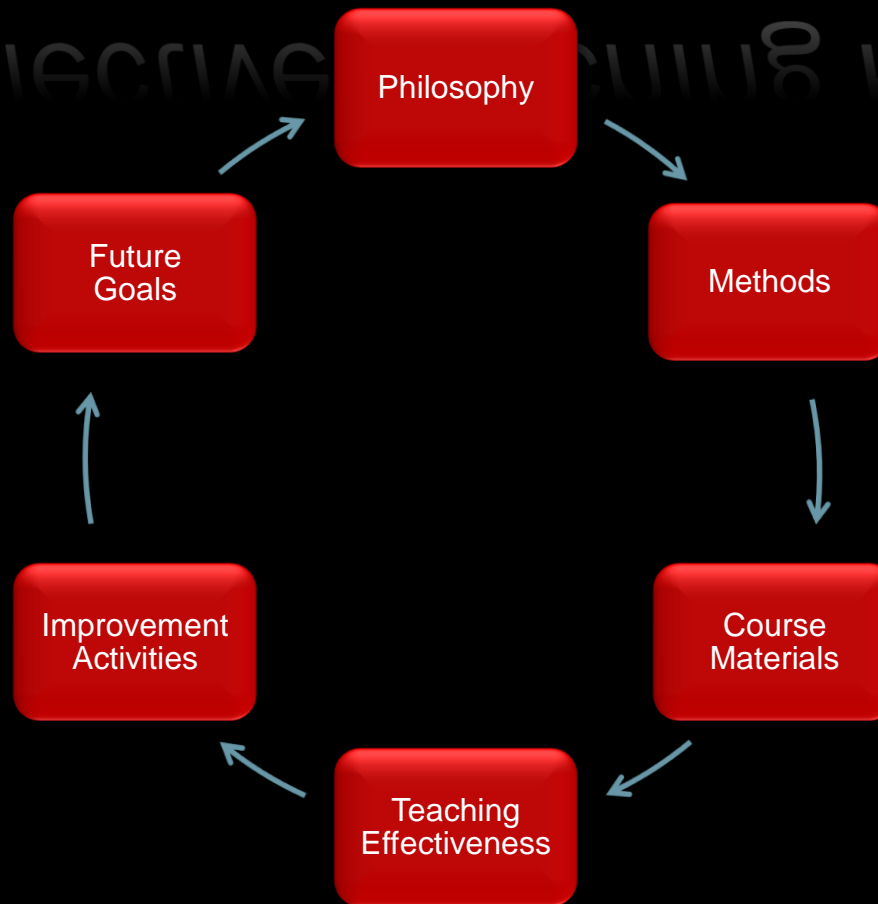 Philosophy
Methods
Course
Materials
Teaching
Effectiveness
Improvement
Activities
Future
Goals